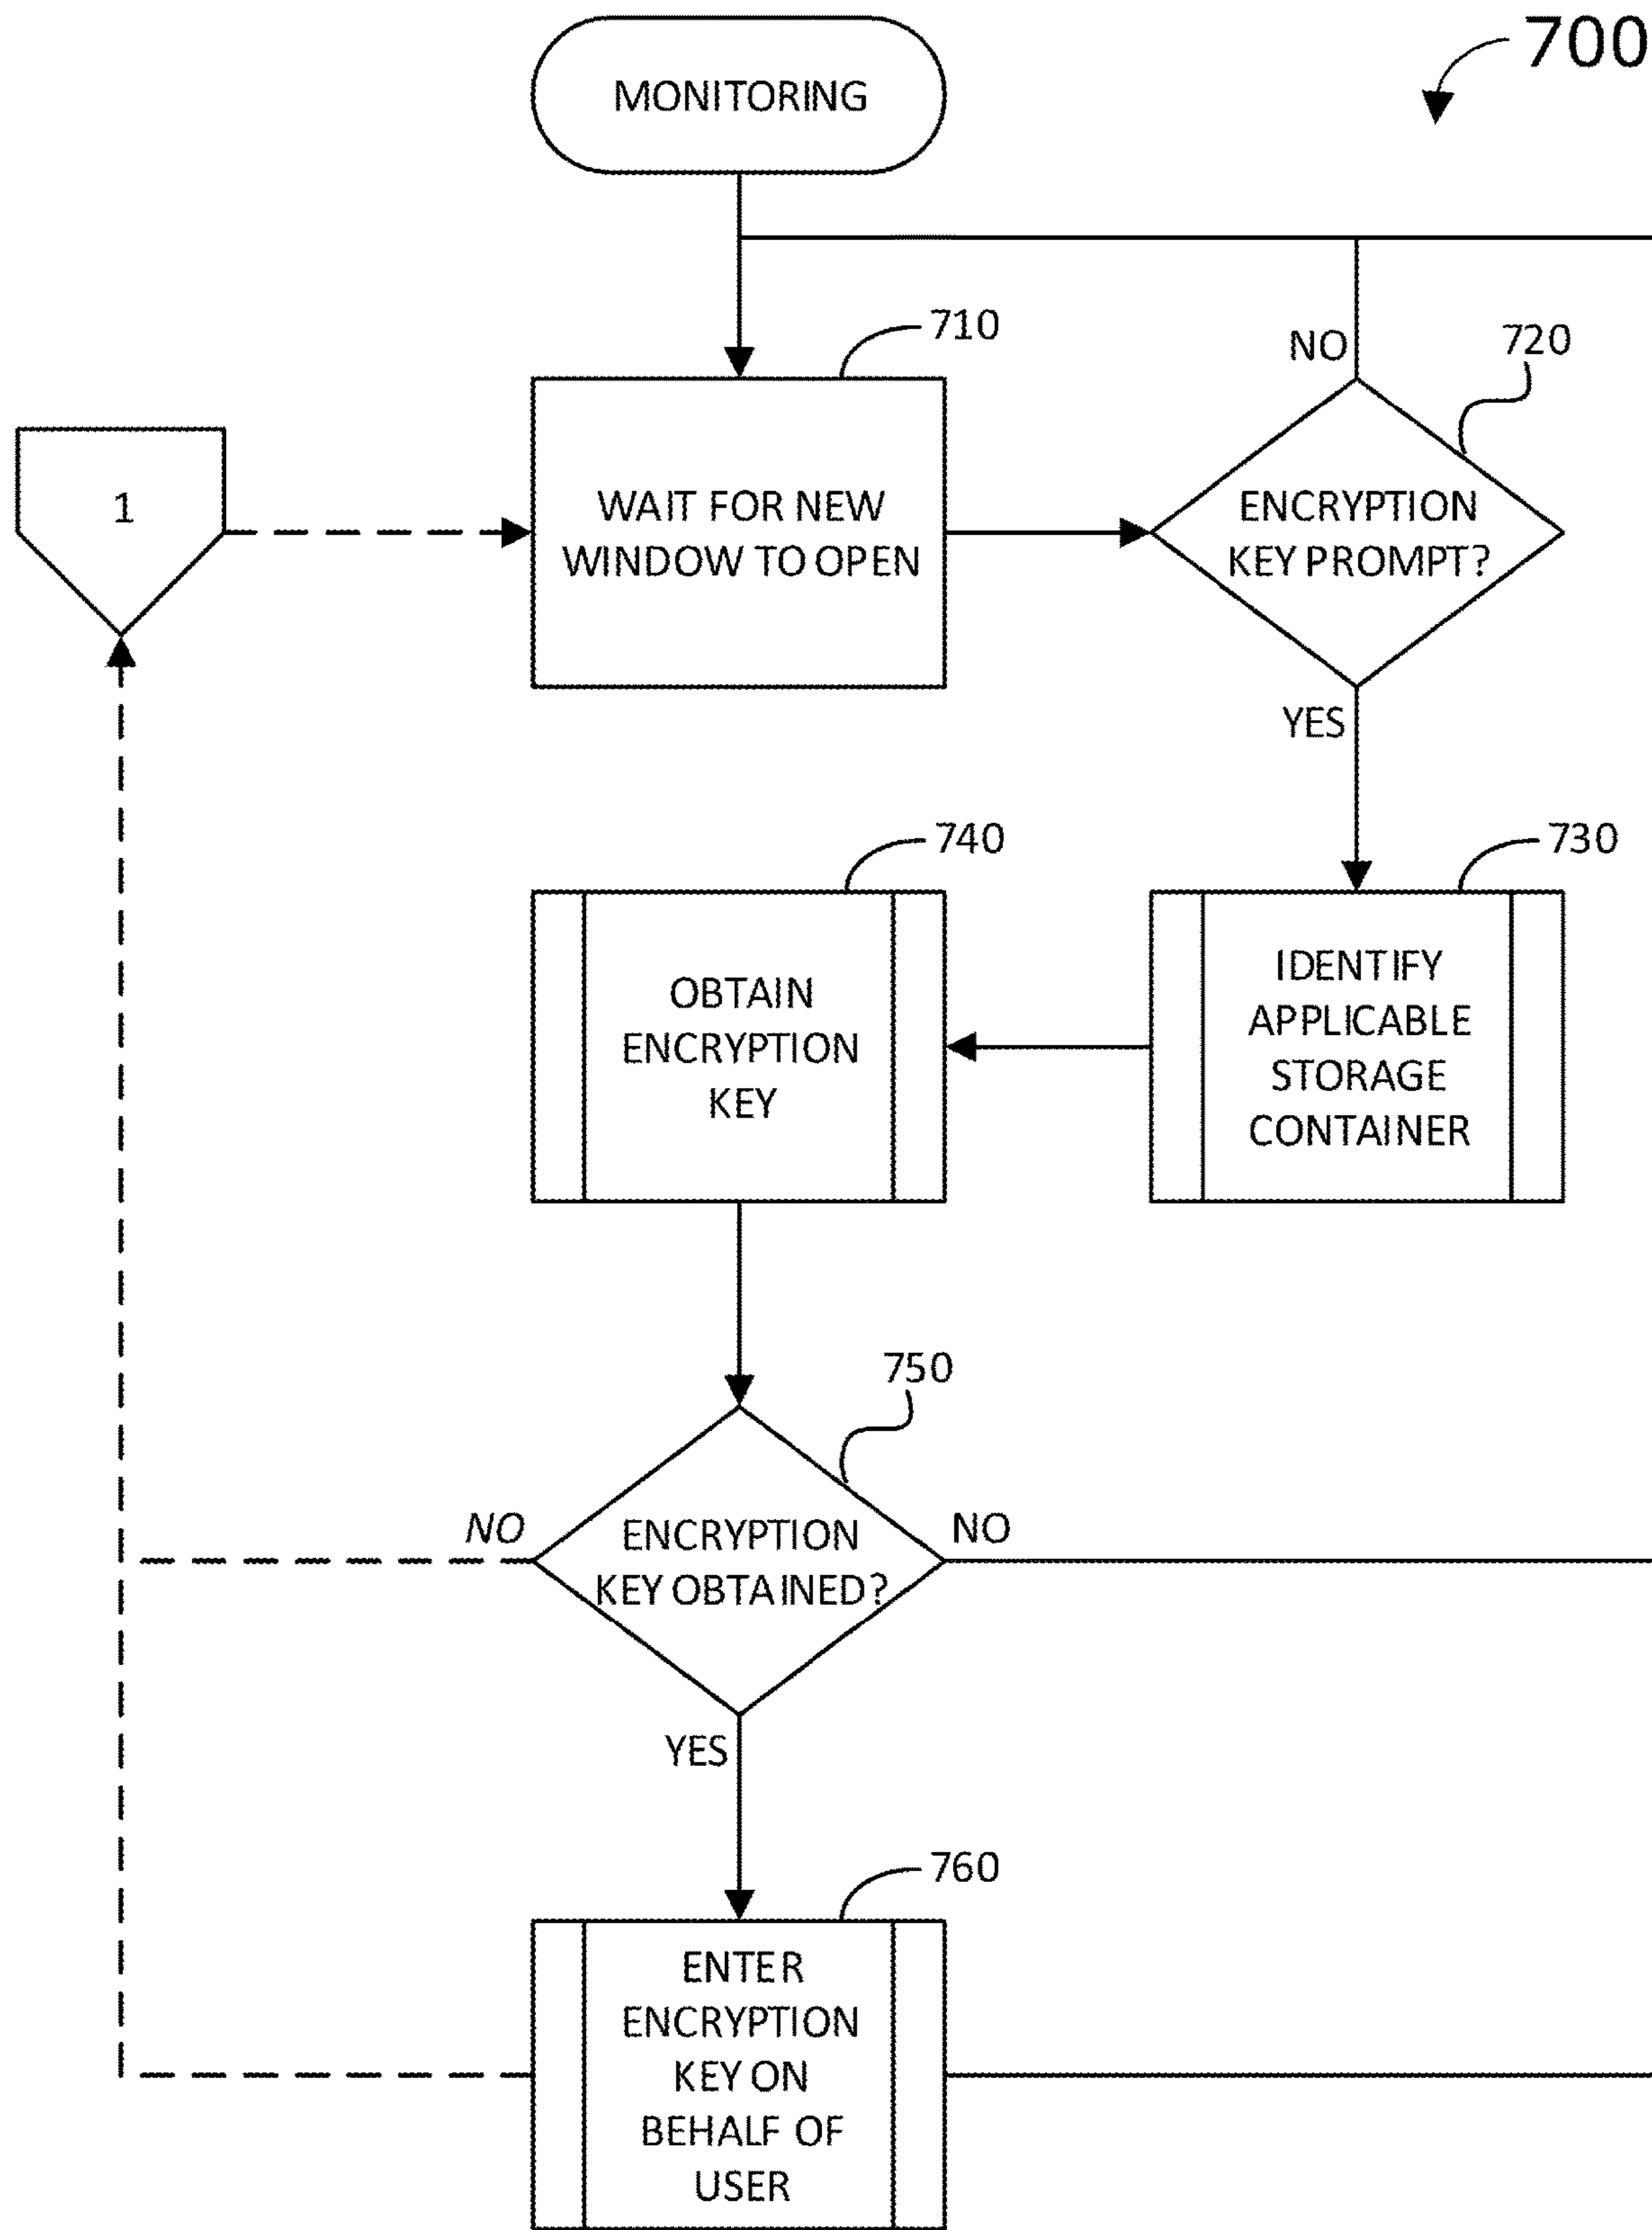 700
MONITORING
710
NO
720
1
WAIT FOR NEW
WINDOW TO OPEN
ENCRYPTION
KEY PROMPT?
YES
740
730
OBTAIN
ENCRYPTION
KEY
IDENTIFY
APPLICABLE
STORAGE
CONTAINER
750
NO
ENCRYPTION
KEY OBTAINED?
NO
YES
760
ENTER
ENCRYPTION
KEY ON
BEHALF OF
USER